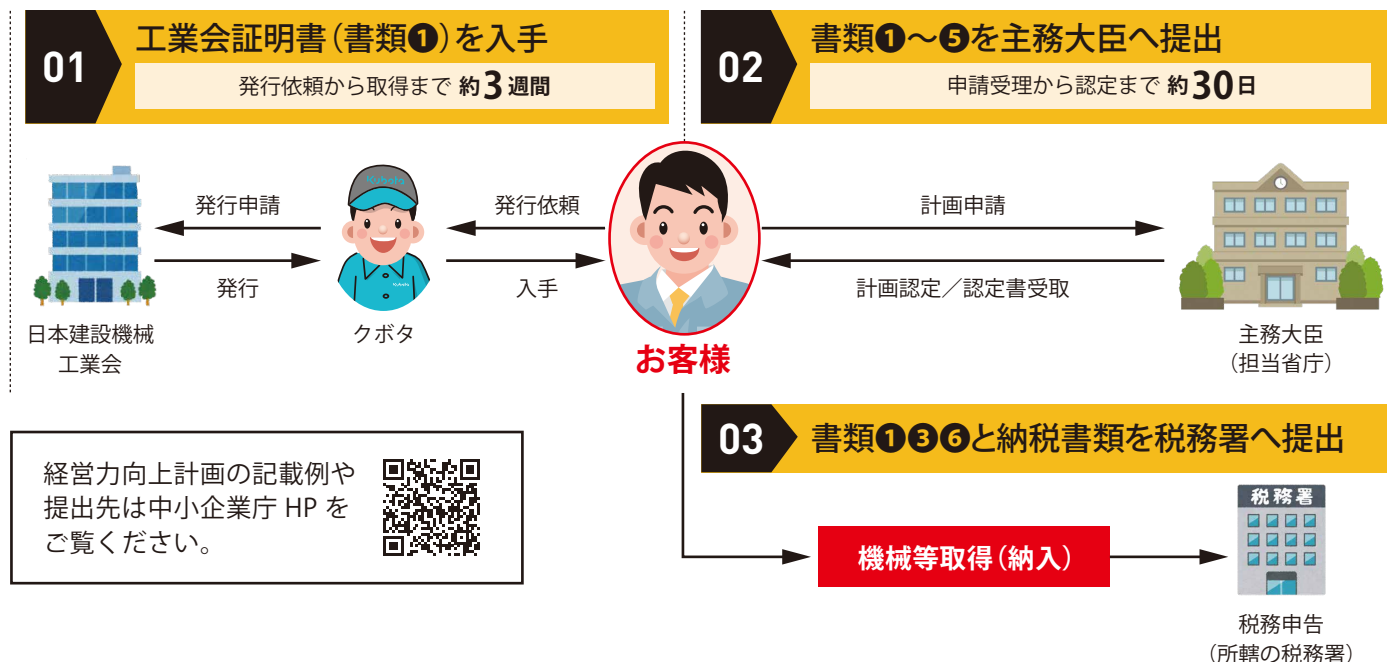 01
工業会証明書(書類❶)を入手
発行依頼から取得まで 約3週間
02
書類❶~❺を主務大臣へ提出
申請受理から認定まで 約30日
発行申請
発行
日本建設機械
工業会
Kubota
Kubota
クボタ
発行依頼
入手
お客様
計画申請
計画認定/認定書受取
主務大臣
(担当省庁)
経営力向上計画の記載例や
提出先は中小企業庁 HP を
ご覧ください。
03
書類❶❸❻と納税書類を税務署へ提出
機械等取得(納入)
税務署
税務申告
(所轄の税務署)